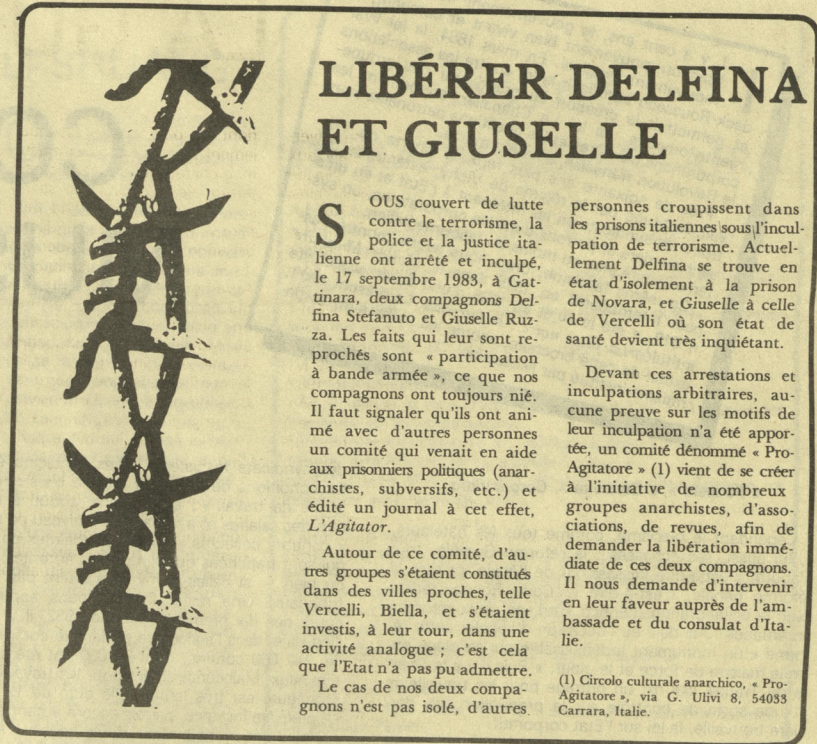 LIBÉRER DELFINA
ET GIUSELLE
SOUS couvert de lutte
contre le terrorisme, la
police et la justice ita-
lienne ont arrêté et inculpé,
le 17 septembre 1983, à Gat-
tinara, deux compagnons Del-
fina Stefanuto et Giuselle Ruz-
za. Les faits qui leur sont re-
prochés sont « participation
à bande armée », ce que nos
compagnons ont toujours nié.
Il faut signaler qu'ils ont ani-
mé avec d'autres personnes
un comité qui venait en aide
aux prisonniers politiques (anar-
chistes, subversifs, etc.) et
édité un journal à cet effet,
L'Agitator.
Autour de ce comité, d'au-
tres groupes s'étaient constitués
dans des villes proches, telle
Vercelli, Biella, et s'étaient
investis, à leur tour, dans une
activité analogue ; c'est cela
que l'Etat n'a pas pu admettre.
Le cas de nos deux compa-
gnons n'est pas isolé, d'autres
personnes croupissent dans
les prisons italiennes sous l'incul-
pation de terrorisme. Actuel-
lement Delfina se trouve en
état d'isolement à la prison
de Novara, et Giuselle à celle
de Vercelli où son état de
santé devient très inquiétant.
Devant ces arrestations et
inculpations arbitraires, au-
cune preuve sur les motifs de
leur inculpation n'a été appor-
tée, un comité dénommé « Pro-
Agitatore » (1) vient de se créer
à l'initiative de nombreux
groupes anarchistes, d'asso-
ciations, de revues, afin de
demander la libération immé-
diate de ces deux compagnons.
Il nous demande d'intervenir
en leur faveur auprès de l'am-
bassade et du consulat d'Ita-
lie.
(1) Circolo culturale anarchico, « Pro-
Agitatore », via G. Ulivi 8, 54033
Carrara, Italie.